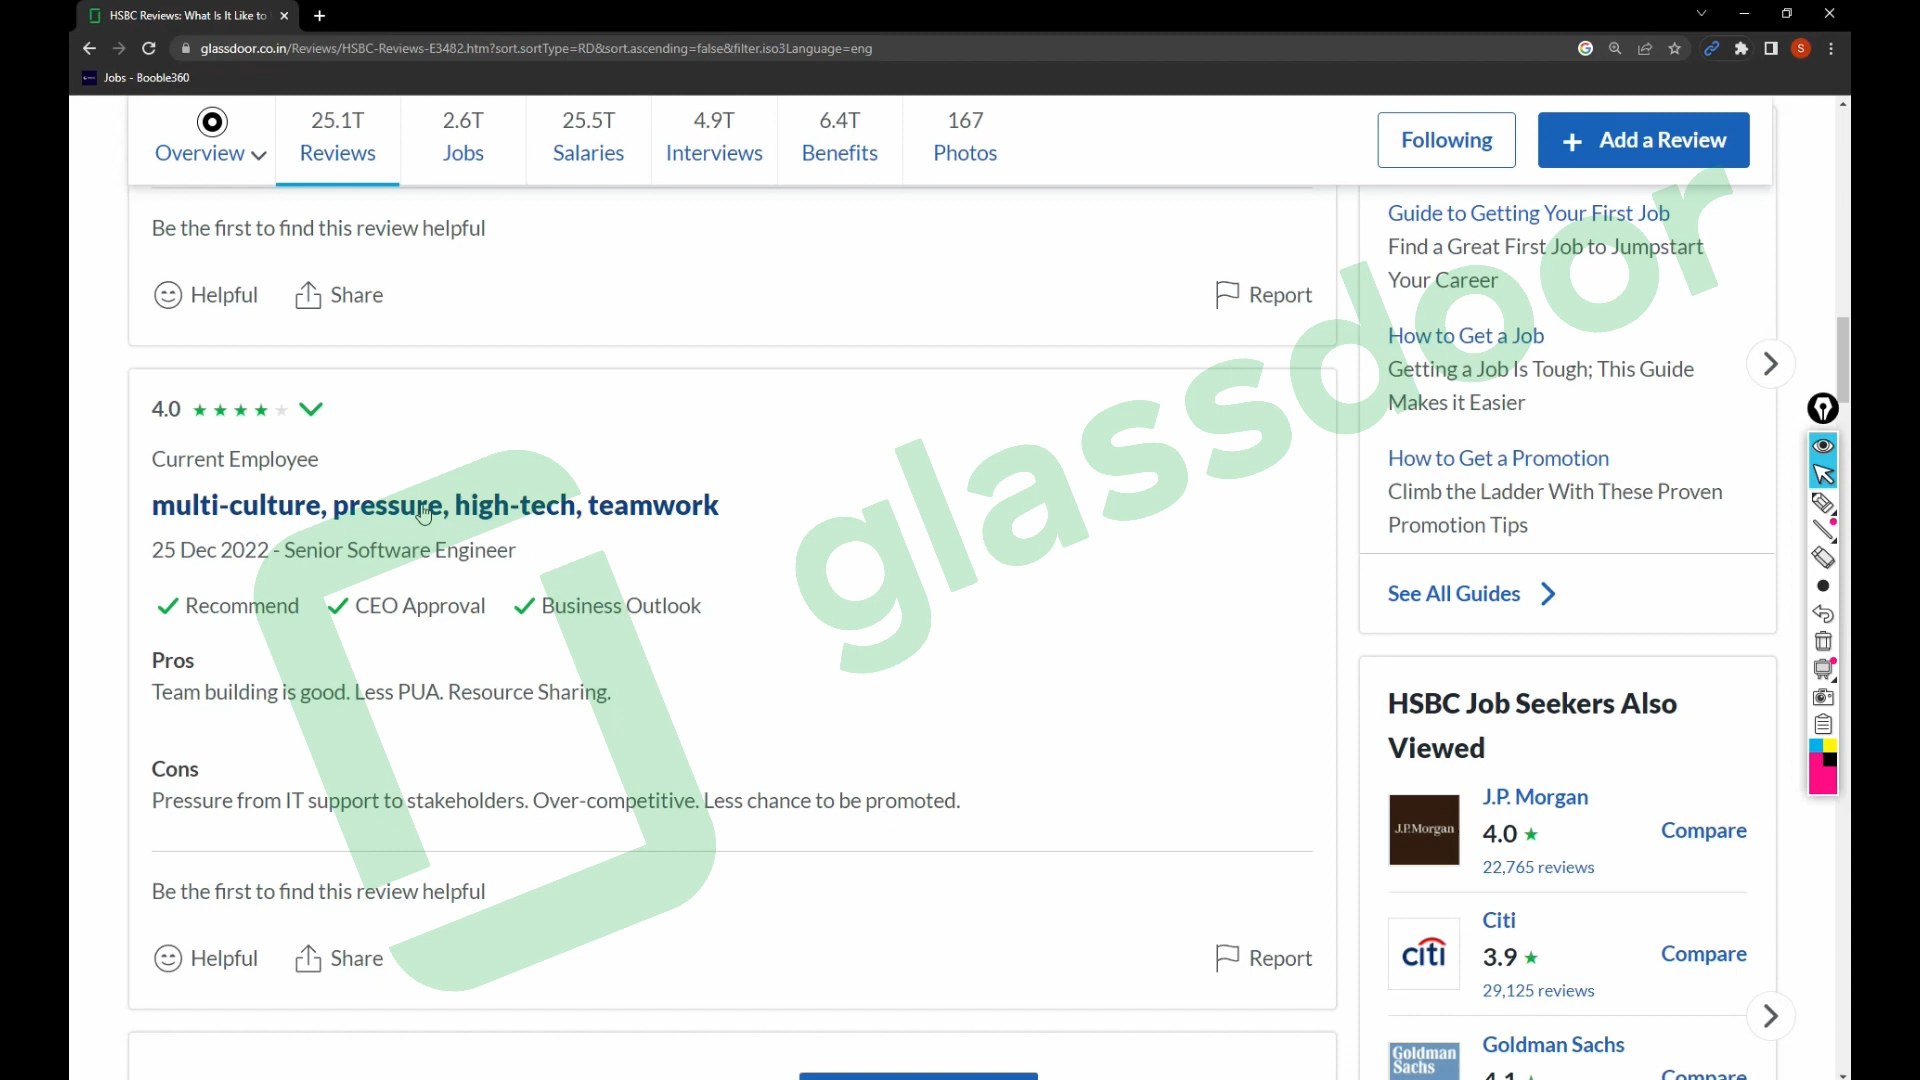 HSBC Reviews: What Is It Like to
glassdoor.co.in/Reviews/HSBC-Reviews-E3482.htm?sort.sortType=RD&sort.ascending=false&filter.iso3Language=eng
S
Jobs - Booble360
Overview
25.1T
Reviews
2.6T
Jobs
25.5T
Salaries
4.9T
Interviews
6.4T
Benefits
167
Photos
Following
+ Add a Review
Be the first to find this review helpful
Helpful
Share
Report
4.0
Current Employee
multi-culture, pressure, high-tech, teamwork
25 Dec 2022 - Senior Software Engineer
Recommend
CEO Approval
Business Outlook
Pros
Team building is good. Less PUA. Resource Sharing.
Cons
Pressure from IT support to stakeholders. Over-competitive. Less chance to be promoted.
Be the first to find this review helpful
Helpful
Share
Report
glassdoor
Guide to Getting Your First Job
Find a Great First Job to Jumpstart
Your Career
How to Get a Job
Getting a Job Is Tough; This Guide
Makes it Easier
How to Get a Promotion
Climb the Ladder With These Proven
Promotion Tips
See All Guides
HSBC Job Seekers Also
Viewed
J.P.Morgan
J.P. Morgan
4.0
22,765 reviews
Compare
citi
Citi
3.9
29,125 reviews
Compare
Goldman
Sachs
Goldman Sachs
4.1
Compare